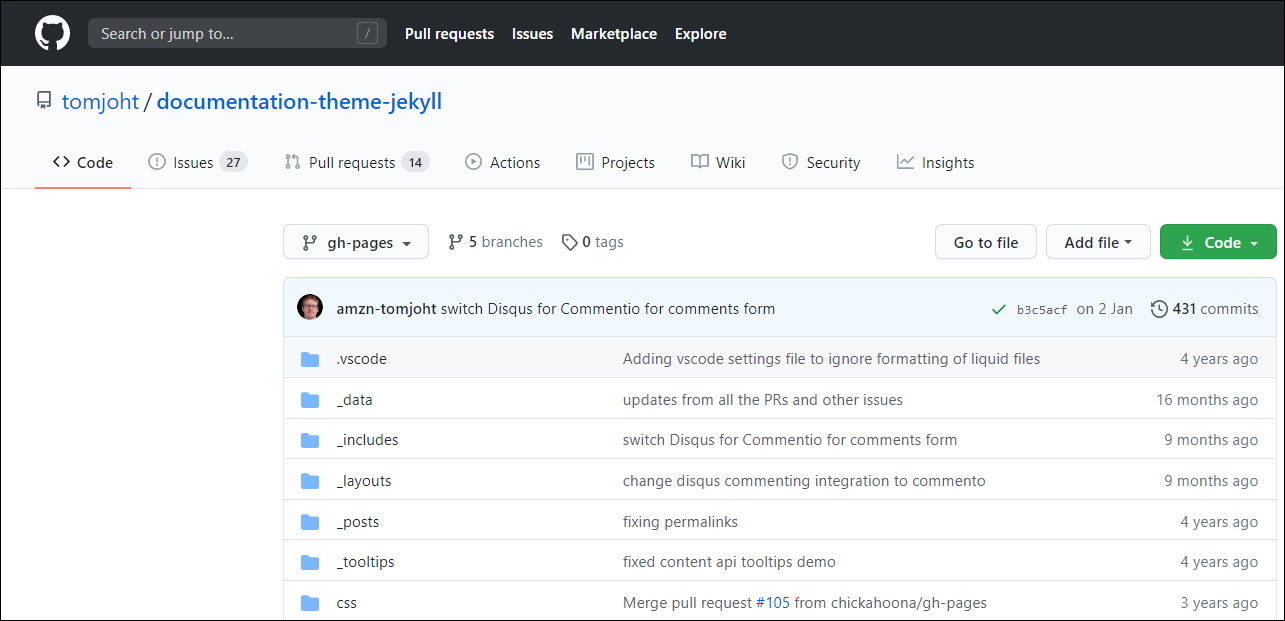 Search or jump to... /
Pull requests Issues Marketplace Explore
tomjoht / documentation-theme-jekyll
Code Issues 27 Pull requests 14 Actions Projects Wiki Security Insights
gh-pages 5 branches 0 tags Go to file Add file Code
amzn-tomjoht switch Disqus for Commentio for comments form b3c5acf on 2 Jan 431 commits
.vscode Adding vscode settings file to ignore formatting of liquid files 4 years ago
_data updates from all the PRs and other issues 16 months ago
_includes switch Disqus for Commentio for comments form 9 months ago
_layouts change disqus commenting integration to commento 9 months ago
_posts fixing permalinks 4 years ago
_tooltips fixed content api tooltips demo 4 years ago
css Merge pull request #105 from chickahoona/gh-pages 3 years ago